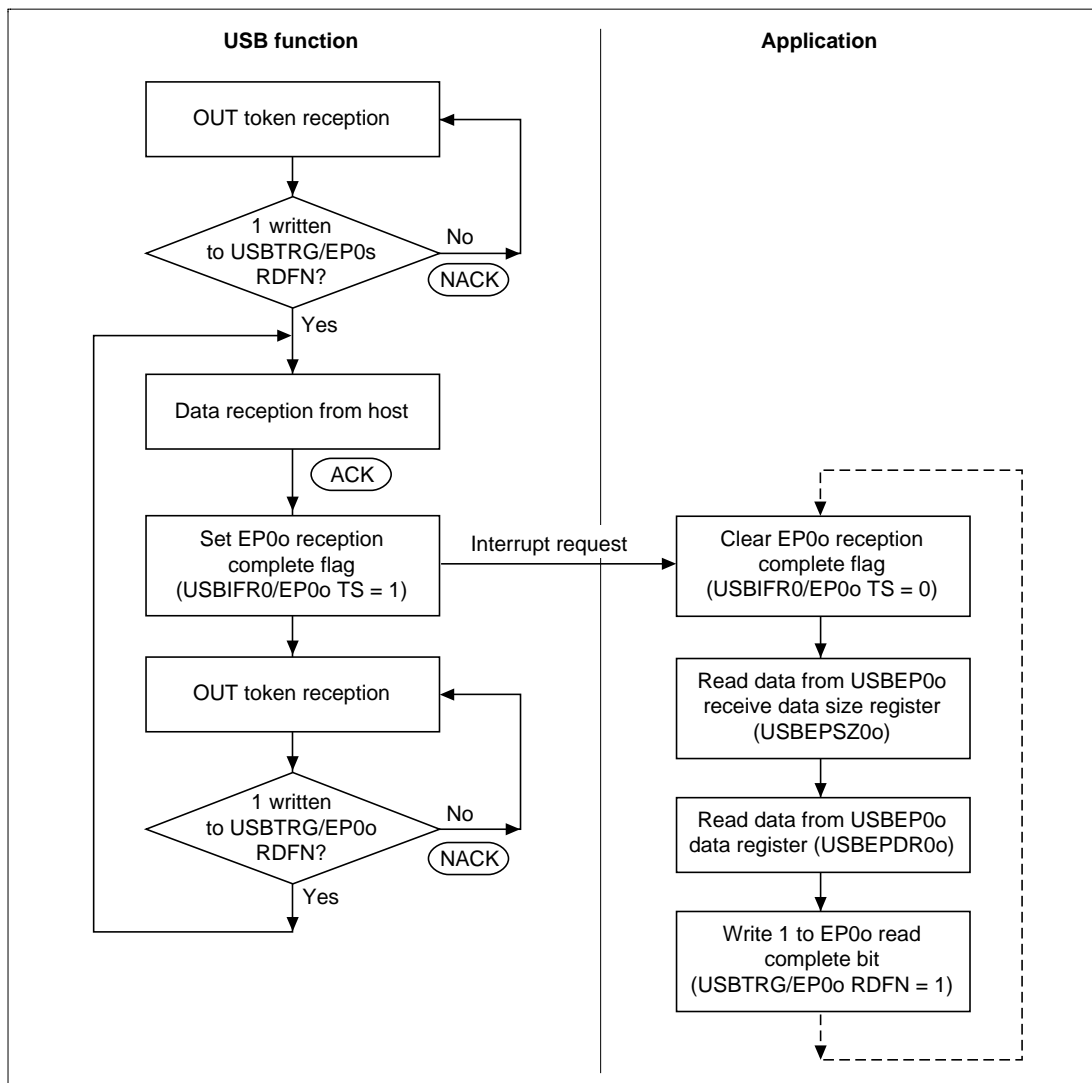 USB function
Application
OUT token reception
1 written
to USBTRG/EP0s
RDFN?
No
NACK
Yes
Data reception from host
ACK
Set EP0o reception
complete flag
(USBIFR0/EP0o TS = 1)
Interrupt request
Clear EP0o reception
complete flag
(USBIFR0/EP0o TS = 0)
OUT token reception
Read data from USBEP0o
receive data size register
(USBEPSZ0o)
1 written
to USBTRG/EP0o
RDFN?
No
NACK
Yes
Read data from USBEP0o
data register (USBEPDR0o)
Write 1 to EP0o read
complete bit
(USBTRG/EP0o RDFN = 1)